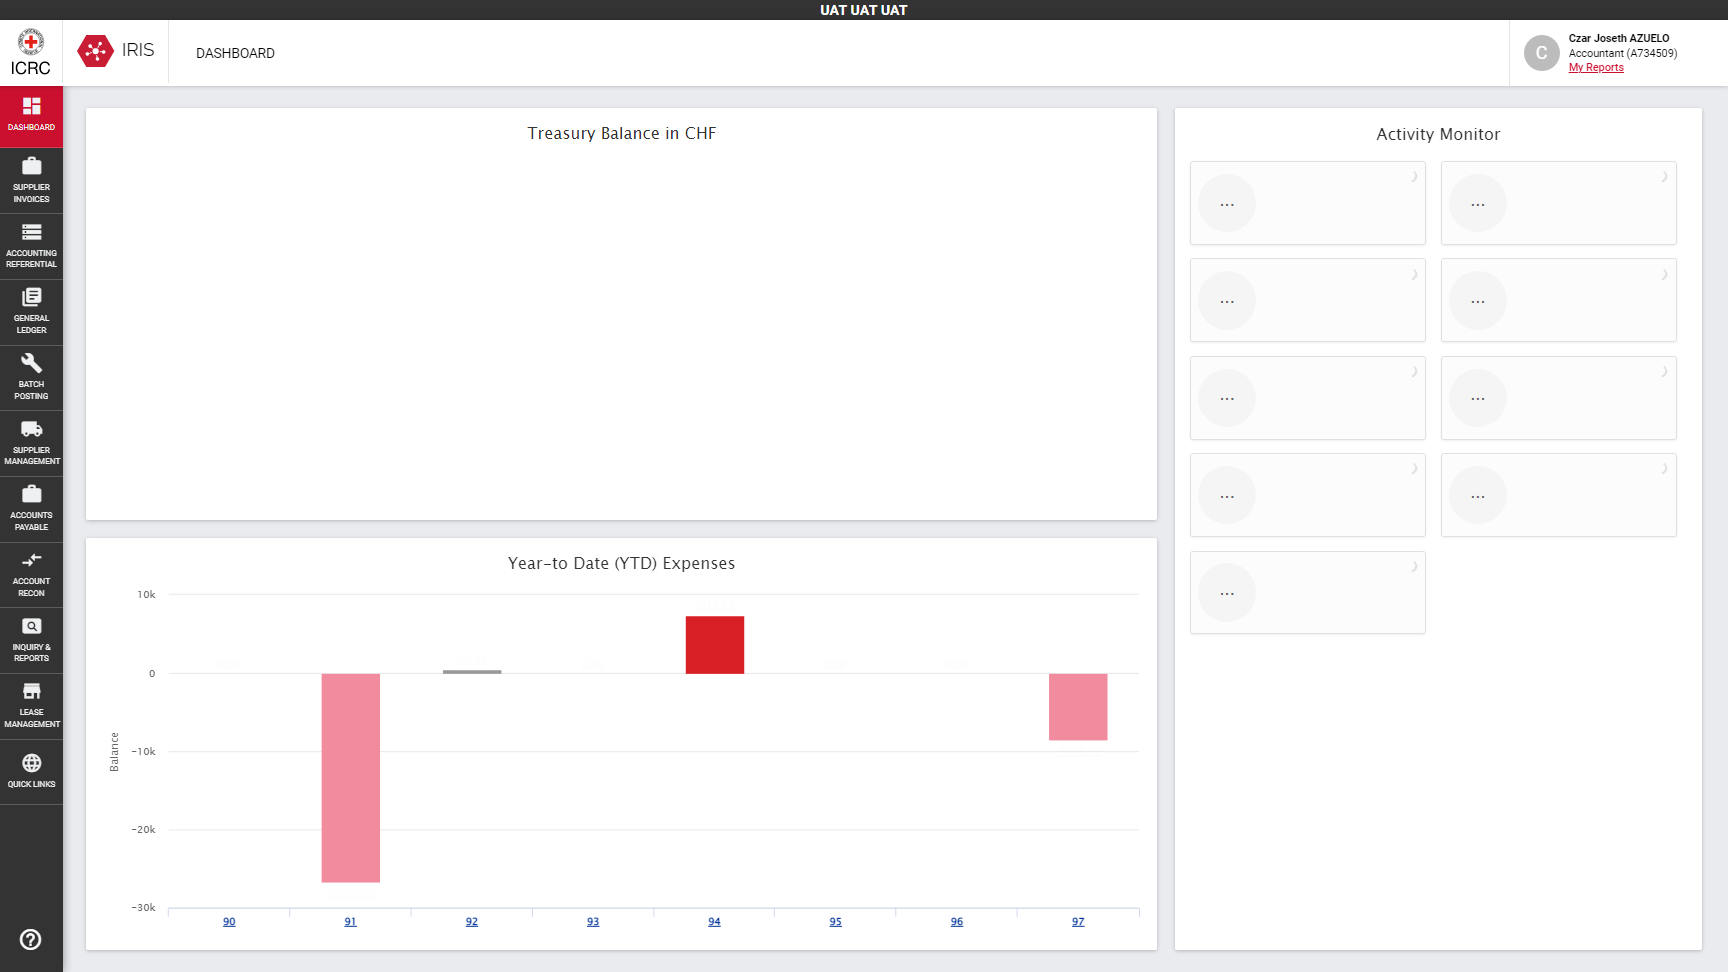 UAT UAT UAT
ICRC
IRIS
DASHBOARD
Czar Joseth AZUELO
C
Accountant (A734509)
My Reports
DASHBOARD
SUPPLIER
INVOICES
ACCOUNTING
REFERENTIAL
GENERAL
LEDGER
BATCH
POSTING
SUPPLIER
MANAGEMENT
ACCOUNTS
PAYABLE
ACCOUNT
RECON
INQUIRY &
REPORTS
LEASE
MANAGEMENT
QUICK LINKS
Treasury Balance in CHF
Year-to Date (YTD) Expenses
Balance
10k
0
-10k
-20k
-30k
90 91 92 93 94 95 96 97
Activity Monitor
... ...
... ...
... ...
... ...
...